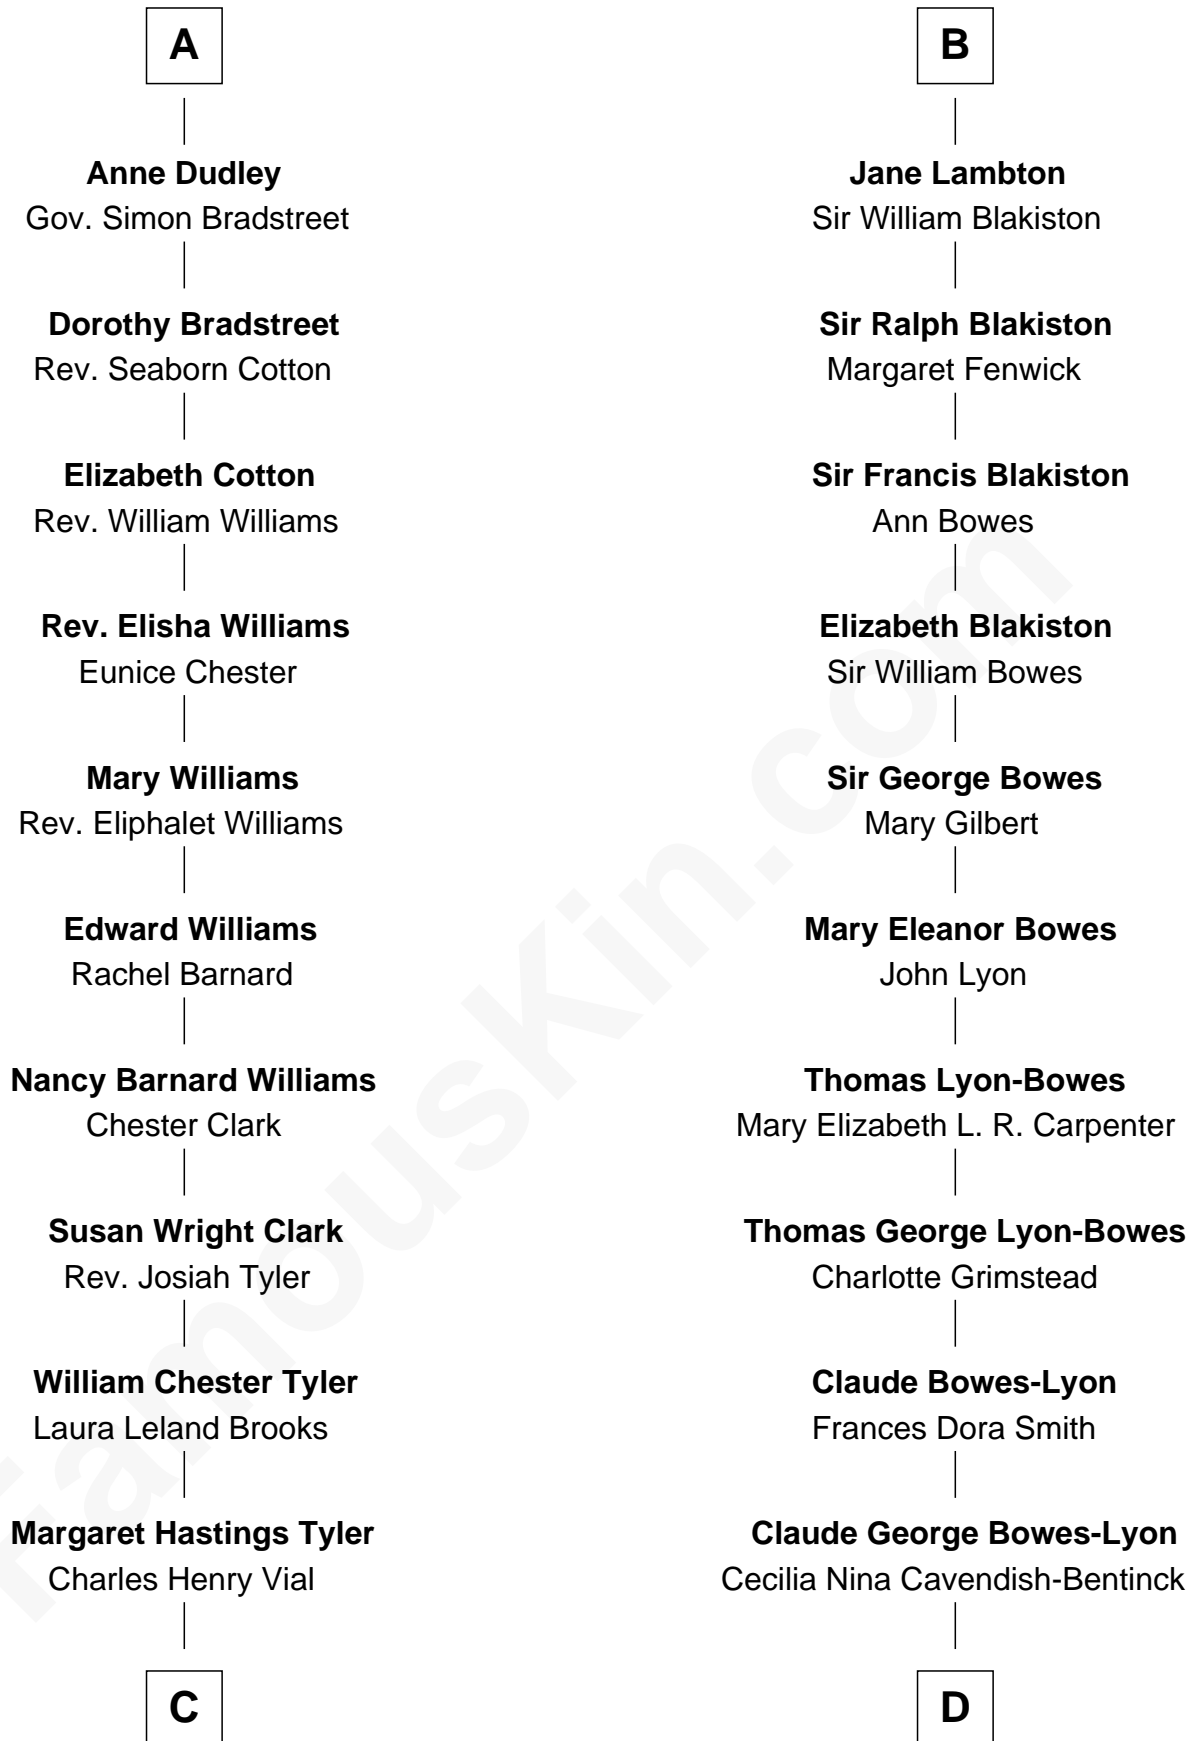 A
Anne Dudley
Gov. Simon Bradstreet
Dorothy Bradstreet
Rev. Seaborn Cotton
Elizabeth Cotton
Rev. William Williams
Rev. Elisha Williams
Eunice Chester
Mary Williams
Rev. Eliphalet Williams
Edward Williams
Rachel Barnard
Nancy Barnard Williams
Chester Clark
Susan Wright Clark
Rev. Josiah Tyler
William Chester Tyler
Laura Leland Brooks
Margaret Hastings Tyler
Charles Henry Vial
C
B
Jane Lambton
Sir William Blakiston
Sir Ralph Blakiston
Margaret Fenwick
Sir Francis Blakiston
Ann Bowes
Elizabeth Blakiston
Sir William Bowes
Sir George Bowes
Mary Gilbert
Mary Eleanor Bowes
John Lyon
Thomas Lyon-Bowes
Mary Elizabeth L. R. Carpenter
Thomas George Lyon-Bowes
Charlotte Grimstead
Claude Bowes-Lyon
Frances Dora Smith
Claude George Bowes-Lyon
Cecilia Nina Cavendish-Bentinck
D
FamousKin.com